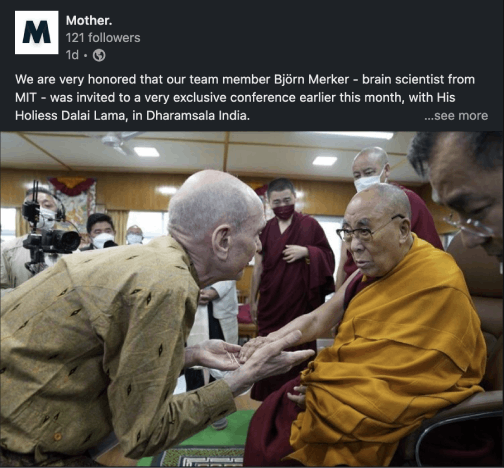 M
Mother.
121 followers
1d •
We are very honored that our team member Björn Merker - brain scientist from
MIT - was invited to a very exclusive conference earlier this month, with His
Holiess Dalai Lama, in Dharamsala India.
...see more